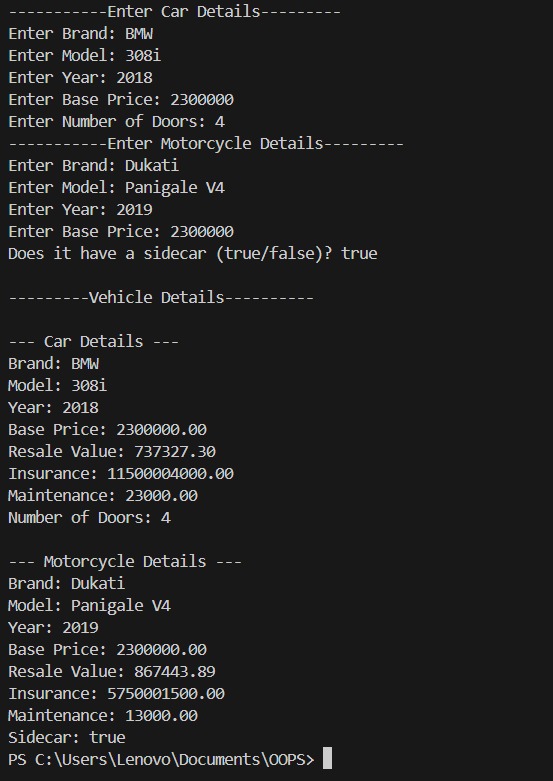 -----------Enter Car Details---------
Enter Brand: BMW
Enter Model: 308i
Enter Year: 2018
Enter Base Price: 2300000
Enter Number of Doors: 4
-----------Enter Motorcycle Details---------
Enter Brand: Dukati
Enter Model: Panigale V4
Enter Year: 2019
Enter Base Price: 2300000
Does it have a sidecar (true/false)? true
---------Vehicle Details----------
--- Car Details ---
Brand: BMW
Model: 308i
Year: 2018
Base Price: 2300000.00
Resale Value: 737327.30
Insurance: 11500004000.00
Maintenance: 23000.00
Number of Doors: 4
--- Motorcycle Details ---
Brand: Dukati
Model: Panigale V4
Year: 2019
Base Price: 2300000.00
Resale Value: 867443.89
Insurance: 5750001500.00
Maintenance: 13000.00
Sidecar: true
PS C:\Users\Lenovo\Documents\OOPS>